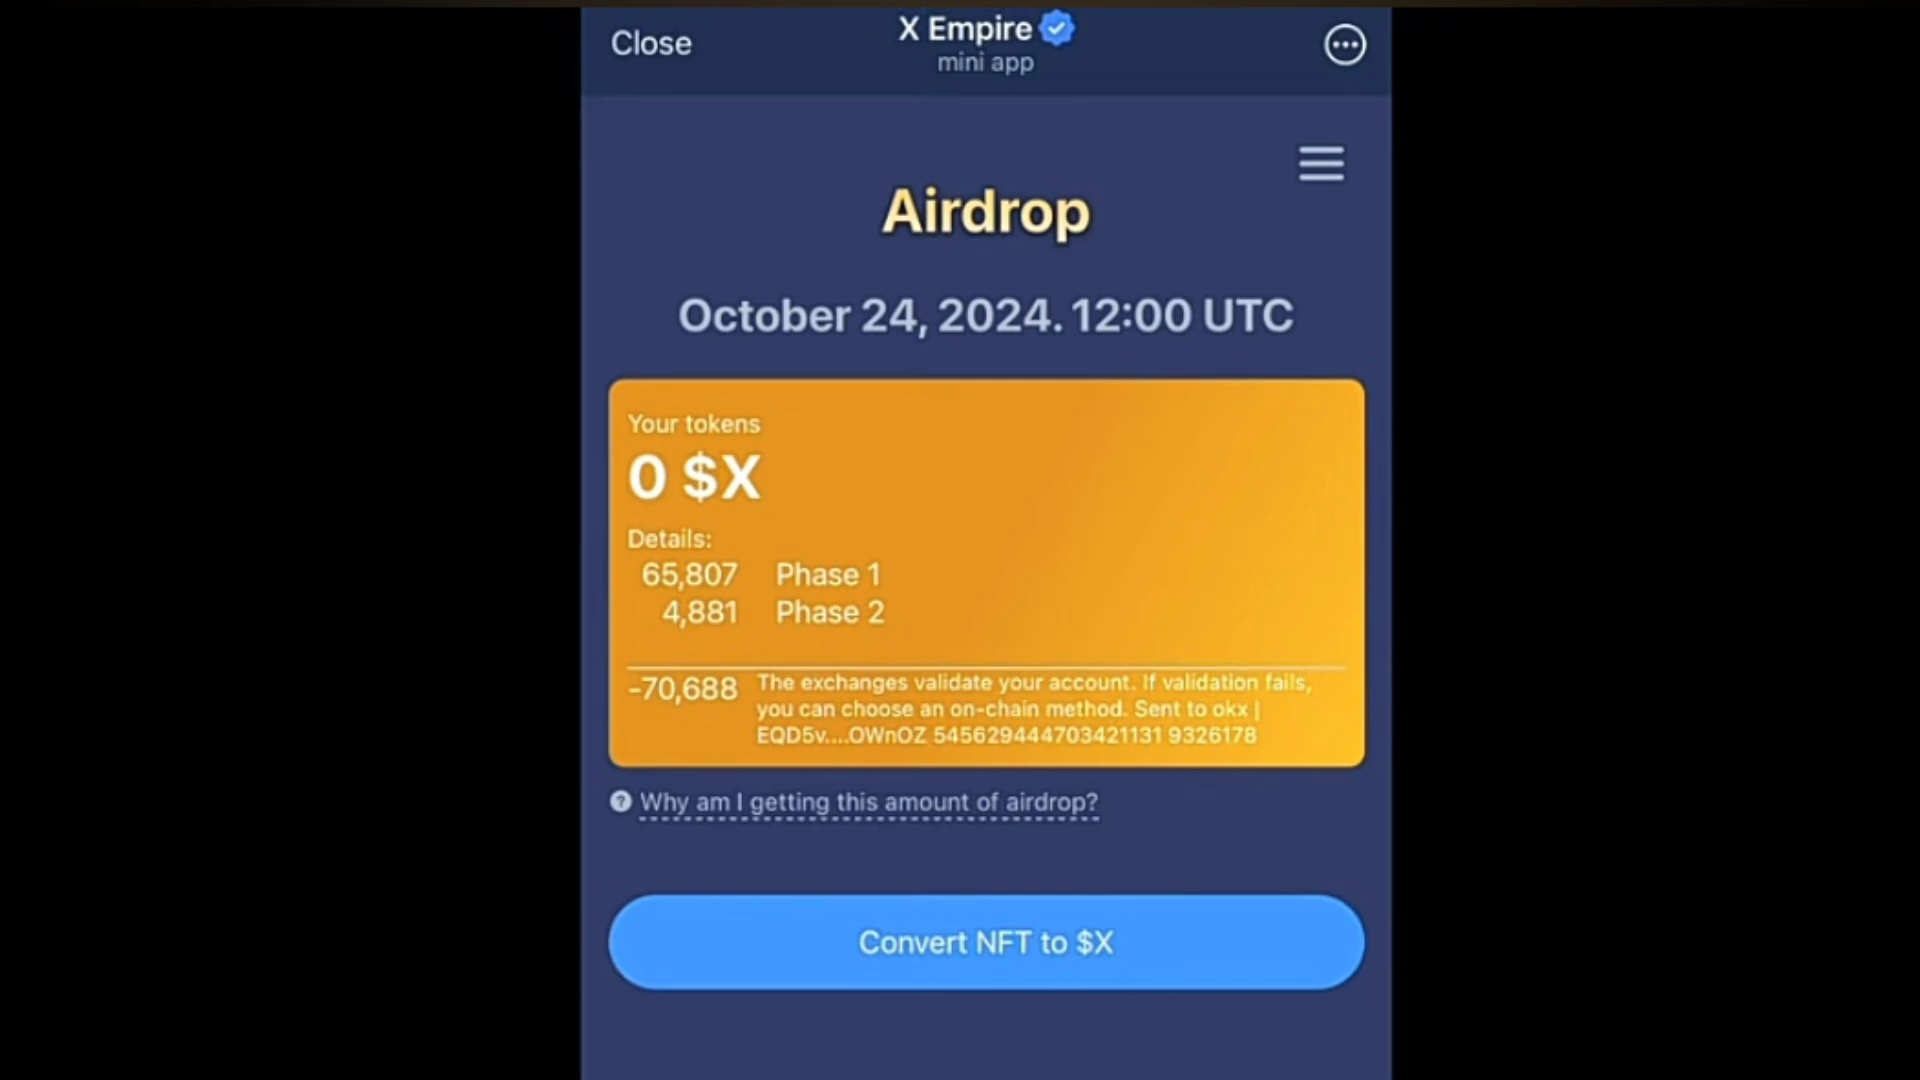 Close
X Empire
mini app
Airdrop
October 24, 2024. 12:00 UTC
Your tokens
0 $X
Details:
65,807 Phase 1
4,881 Phase 2
-70,688 The exchanges validate your account. If validation fails,
you can choose an on-chain method. Sent to okx |
EQD5v....OWnOZ 545629444703421131 9326178
Why am I getting this amount of airdrop?
Convert NFT to $X